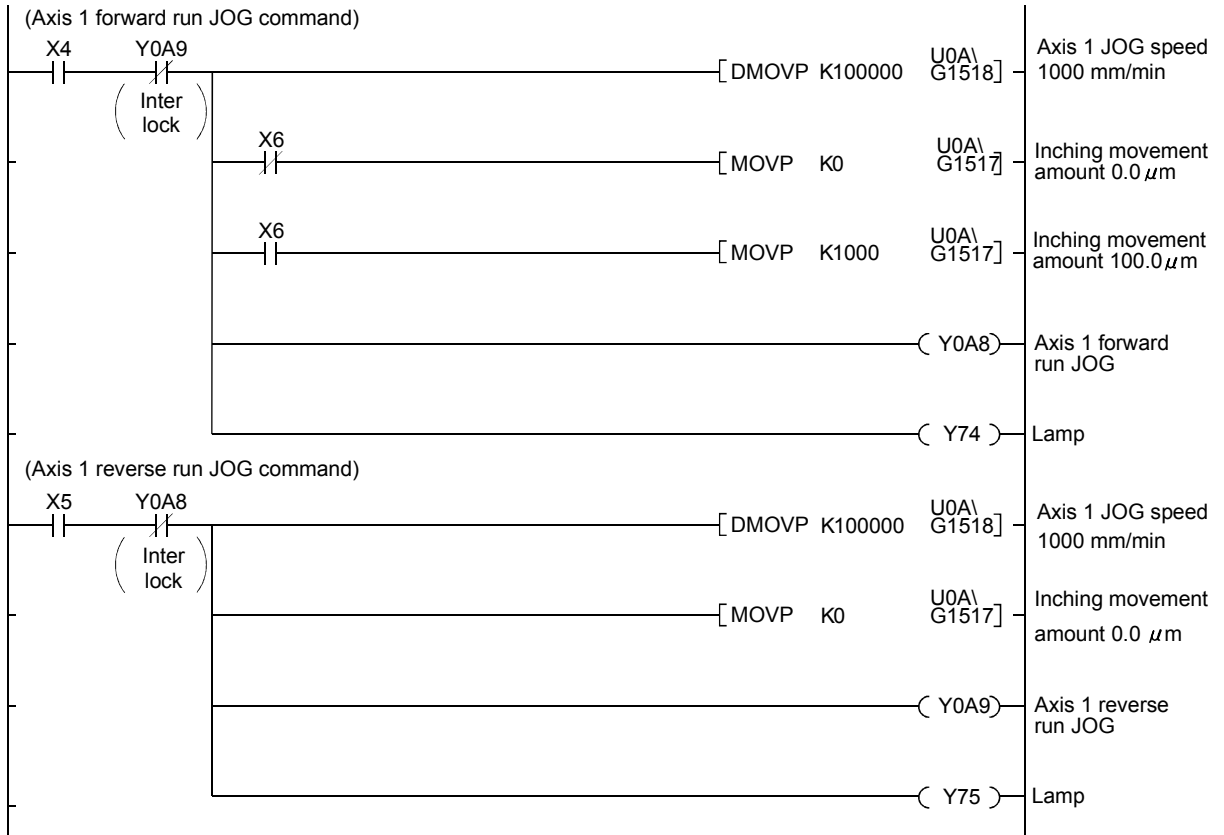 (Axis 1 forward run JOG command)
X4 Y0A9
Inter
lock
DMOVP K100000 U0A\
G1518
Axis 1 JOG speed
1000 mm/min
X6
MOVP K0 U0A\
G1517
Inching movement
amount 0.0 μm
X6
MOVP K1000 U0A\
G1517
Inching movement
amount 100.0 μm
Y0A8
Axis 1 forward
run JOG
Y74
Lamp
(Axis 1 reverse run JOG command)
X5 Y0A8
Inter
lock
DMOVP K100000 U0A\
G1518
Axis 1 JOG speed
1000 mm/min
MOVP K0 U0A\
G1517
Inching movement
amount 0.0 μm
Y0A9
Axis 1 reverse
run JOG
Y75
Lamp